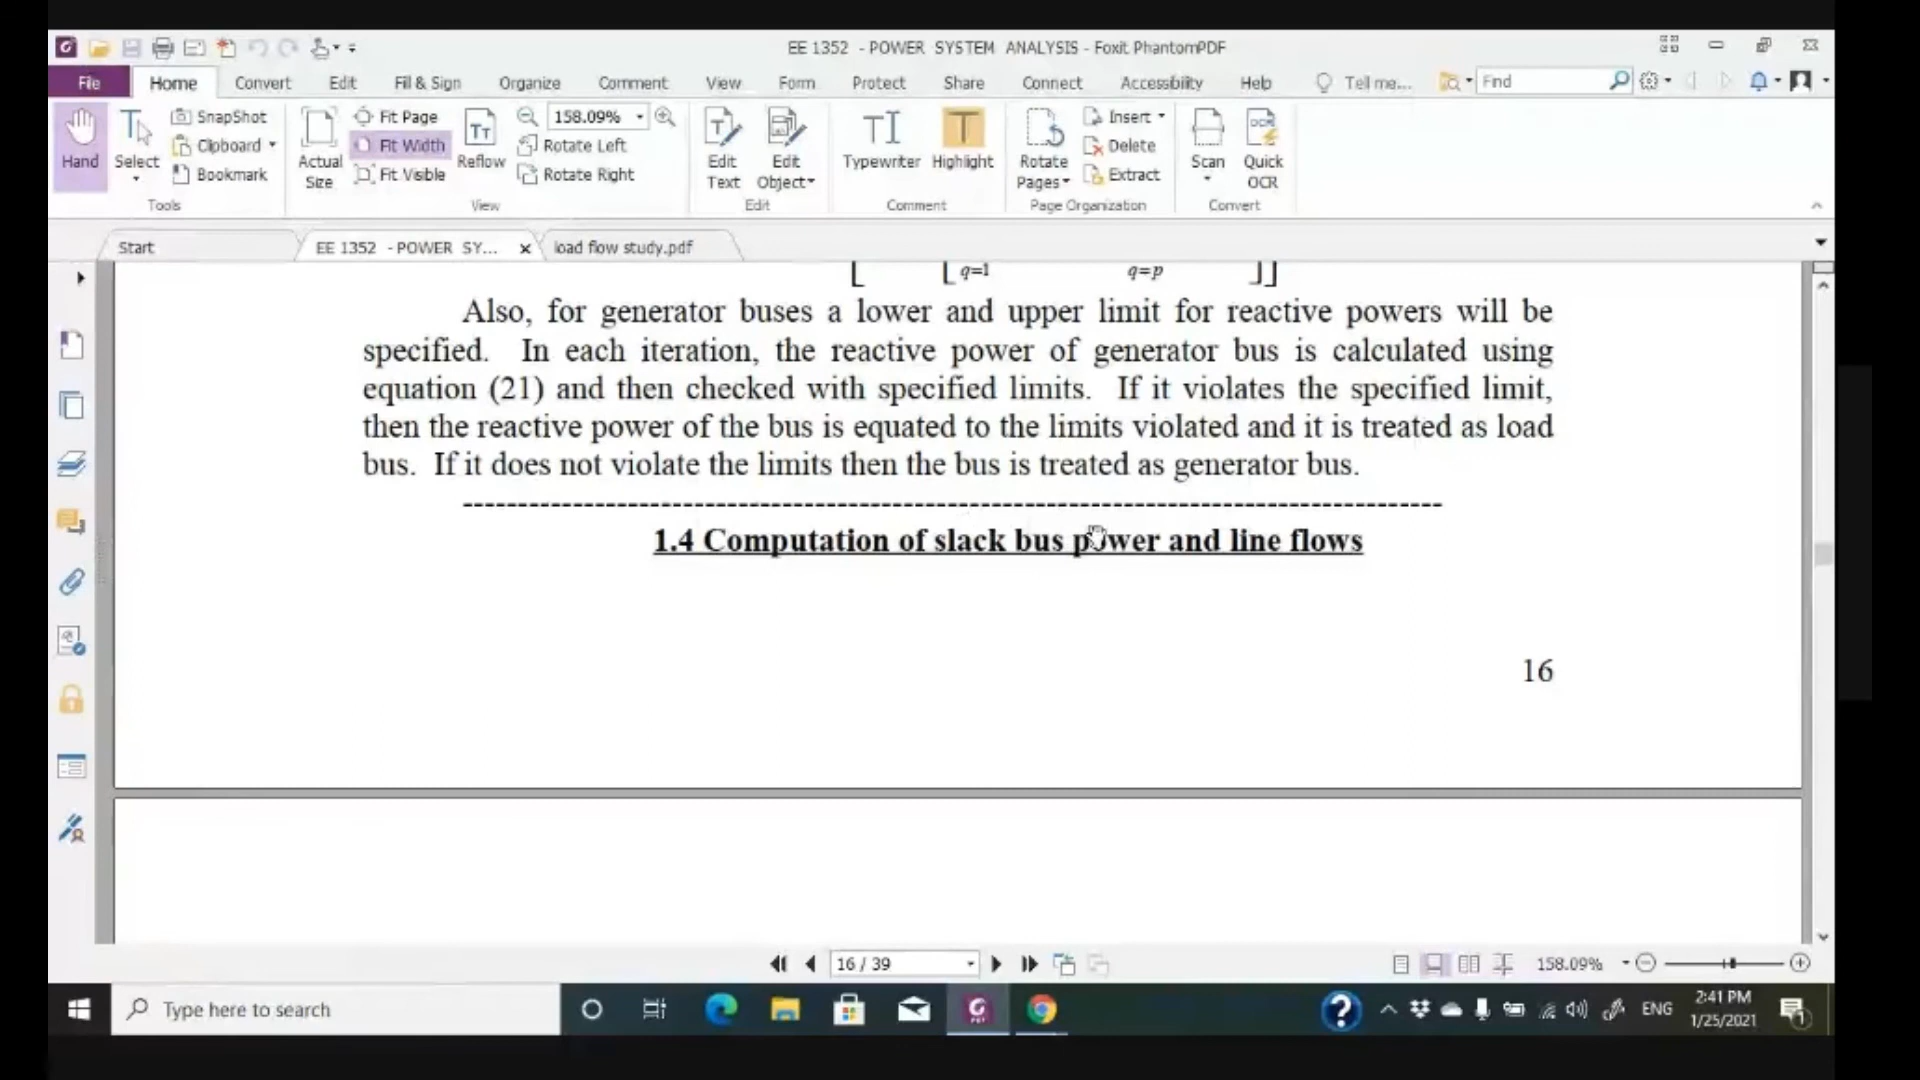 EE 1352 - POWER SYSTEM ANALYSIS - Foxit PhantomPDF
File Home Convert Edit Fill & Sign Organize Comment View Form Protect Share Connect Accessibility Help Tell me... Find
Hand
Select
SnapShot
Clipboard
Bookmark
Tools
Actual Size
Fit Page
Fit Width
Fit Visible
Reflow
158.09%
Rotate Left
Rotate Right
View
Edit Text
Edit Object
Edit
Typewriter
Highlight
Comment
Rotate Pages
Insert
Delete
Extract
Page Organization
Scan
Quick OCR
Convert
Start
EE 1352 - POWER SY...
load flow study.pdf
q=1 q=p
Also, for generator buses a lower and upper limit for reactive powers will be
specified. In each iteration, the reactive power of generator bus is calculated using
equation (21) and then checked with specified limits. If it violates the specified limit,
then the reactive power of the bus is equated to the limits violated and it is treated as load
bus. If it does not violate the limits then the bus is treated as generator bus.
1.4 Computation of slack bus power and line flows
16
16 / 39
158.09%
Type here to search
ENG
2:41 PM
1/25/2021